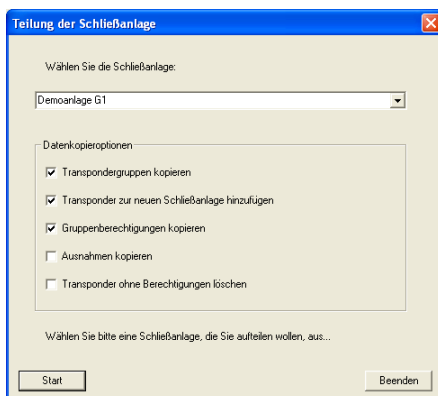 Teilung der Schließanlage
Wählen Sie die Schließanlage:
Demoanlage G1
Datenkopieroptionen
Transpondergruppen kopieren
Transponder zur neuen Schließanlage hinzufügen
Gruppenberechtigungen kopieren
Ausnahmen kopieren
Transponder ohne Berechtigungen löschen
Wählen Sie bitte eine Schließanlage, die Sie aufteilen wollen, aus...
Start
Beenden